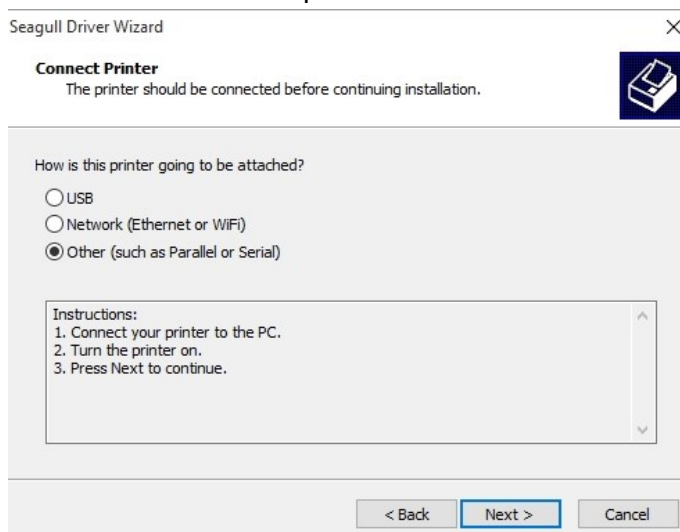 Seagull Driver Wizard
Connect Printer
The printer should be connected before continuing installation.
How is this printer going to be attached?
USB
Network (Ethernet or WiFi)
Other (such as Parallel or Serial)
Instructions:
1. Connect your printer to the PC.
2. Turn the printer on.
3. Press Next to continue.
< Back Next > Cancel